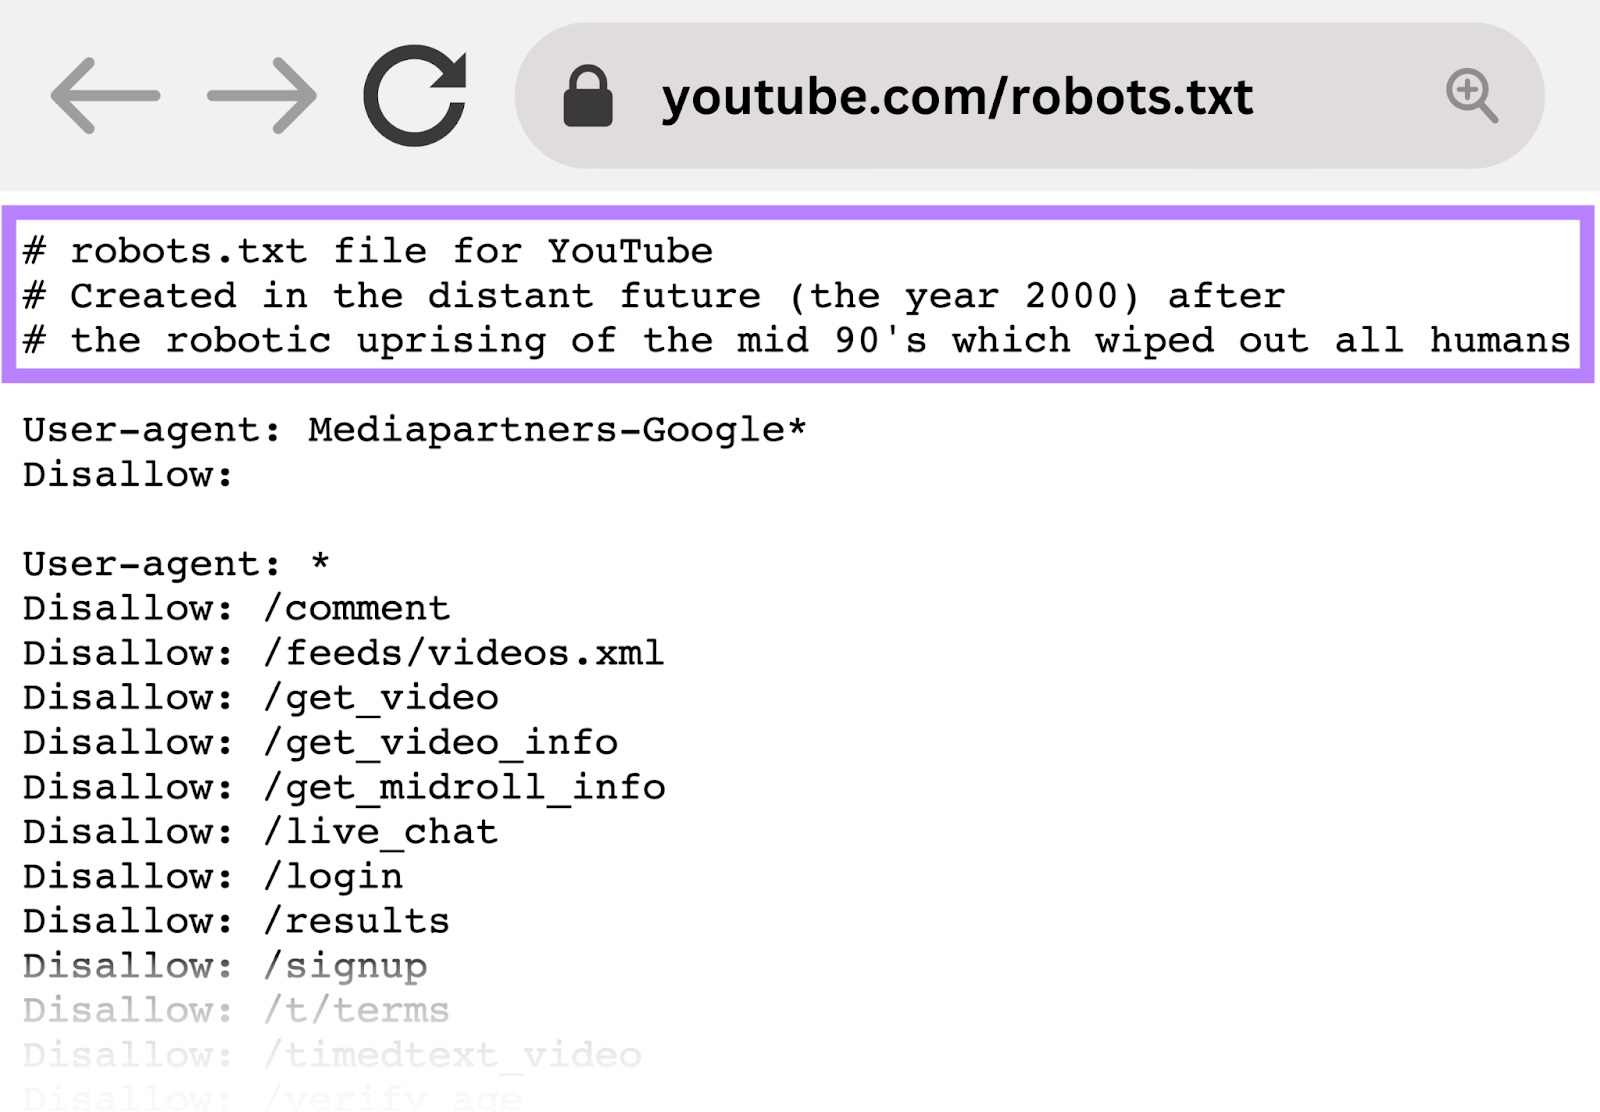 youtube.com/robots.txt
# robots.txt file for YouTube
# Created in the distant future (the year 2000) after
# the robotic uprising of the mid 90's which wiped out all humans
User-agent: Mediapartners-Google*
Disallow:
User-agent: *
Disallow: /comment
Disallow: /feeds/videos.xml
Disallow: /get_video
Disallow: /get_video_info
Disallow: /get_midroll_info
Disallow: /live_chat
Disallow: /login
Disallow: /results
Disallow: /signup
Disallow: /t/terms
Disallow: /timedtext_video
Disallow: /verify_age